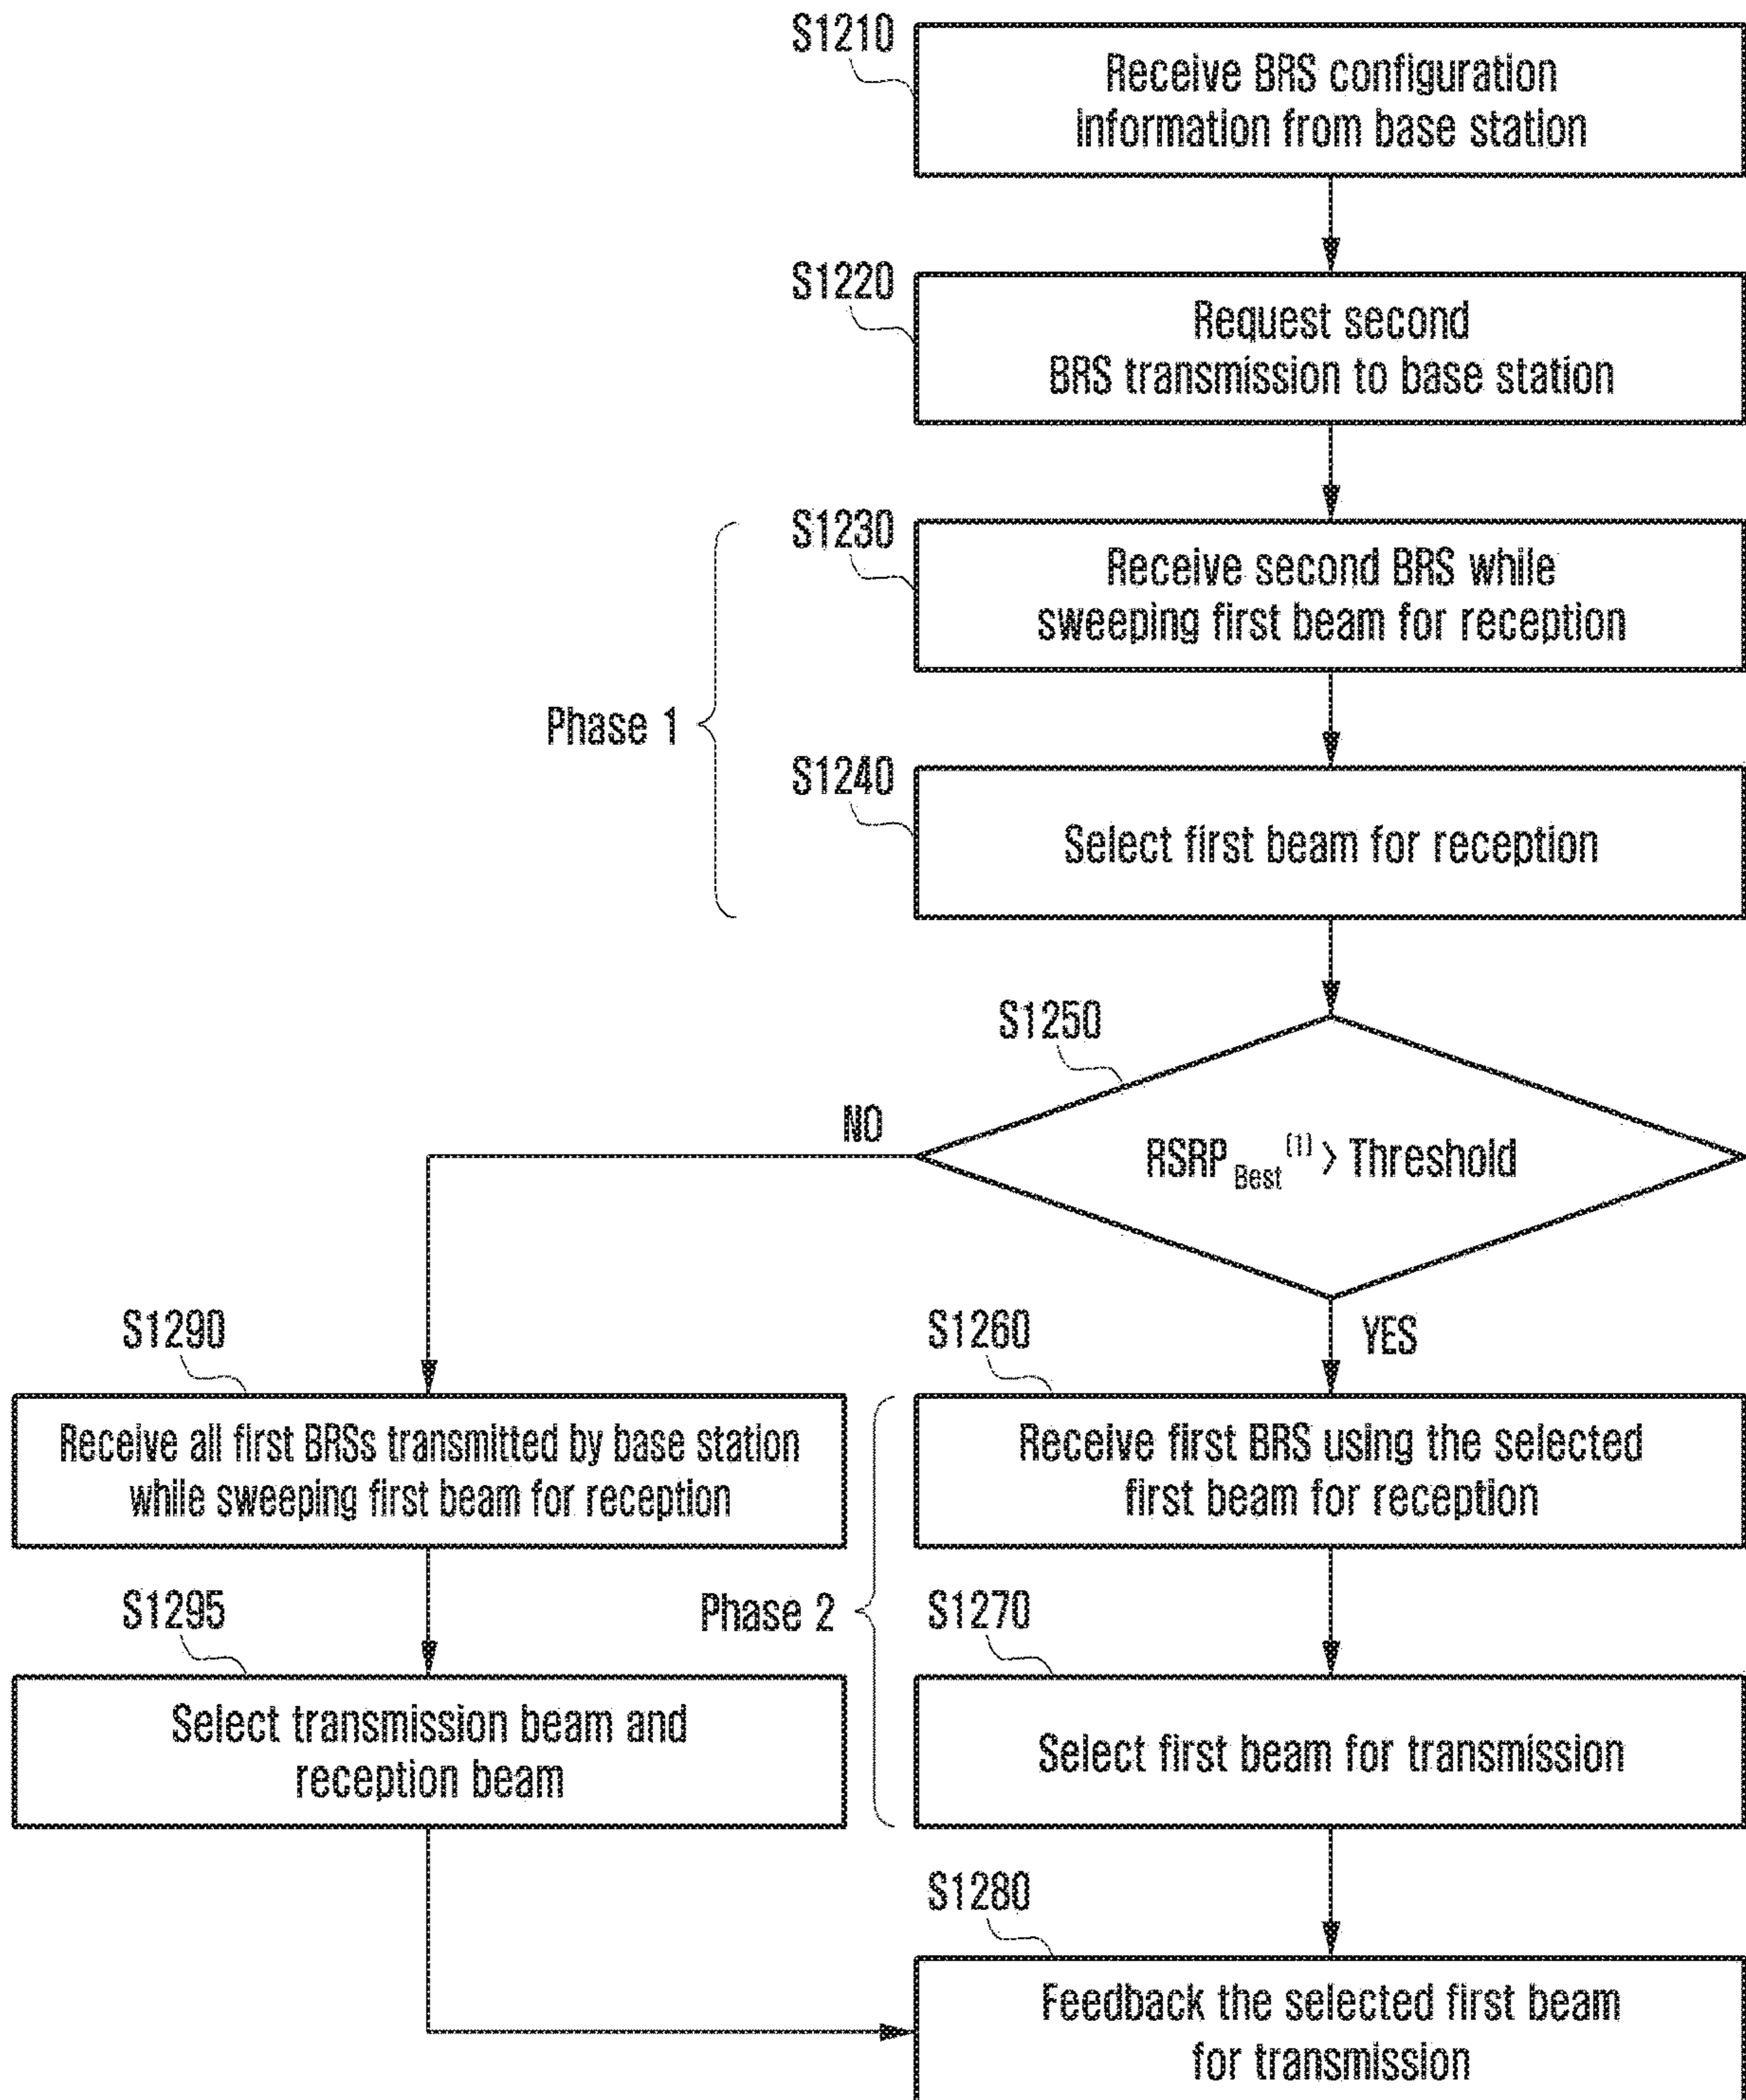 S1210
Receive BRS configuration
information from base station
S1220
Request second
BRS transmission to base station
S1230
Receive second BRS while
sweeping first beam for reception
Phase 1
S1240
Select first beam for reception
S1250
NO
RSRP Best (1) > Threshold
YES
S1290
Receive all first BRSs transmitted by base station
while sweeping first beam for reception
S1260
Receive first BRS using the selected
first beam for reception
S1295
Select transmission beam and
reception beam
Phase 2
S1270
Select first beam for transmission
S1280
Feedback the selected first beam
for transmission